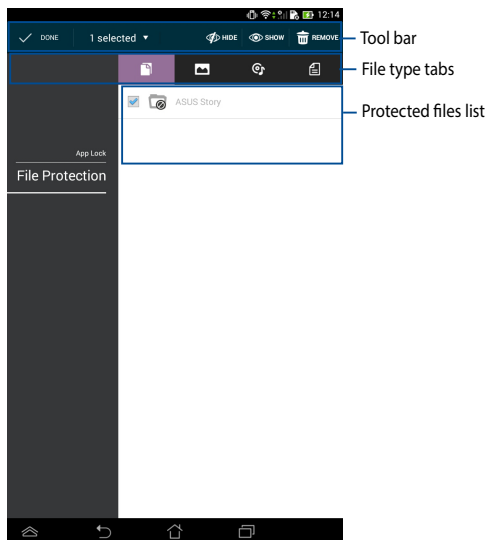 12:14
DONE 1 selected HIDE SHOW REMOVE
Tool bar
File type tabs
ASUS Story
Protected files list
App Lock
File Protection